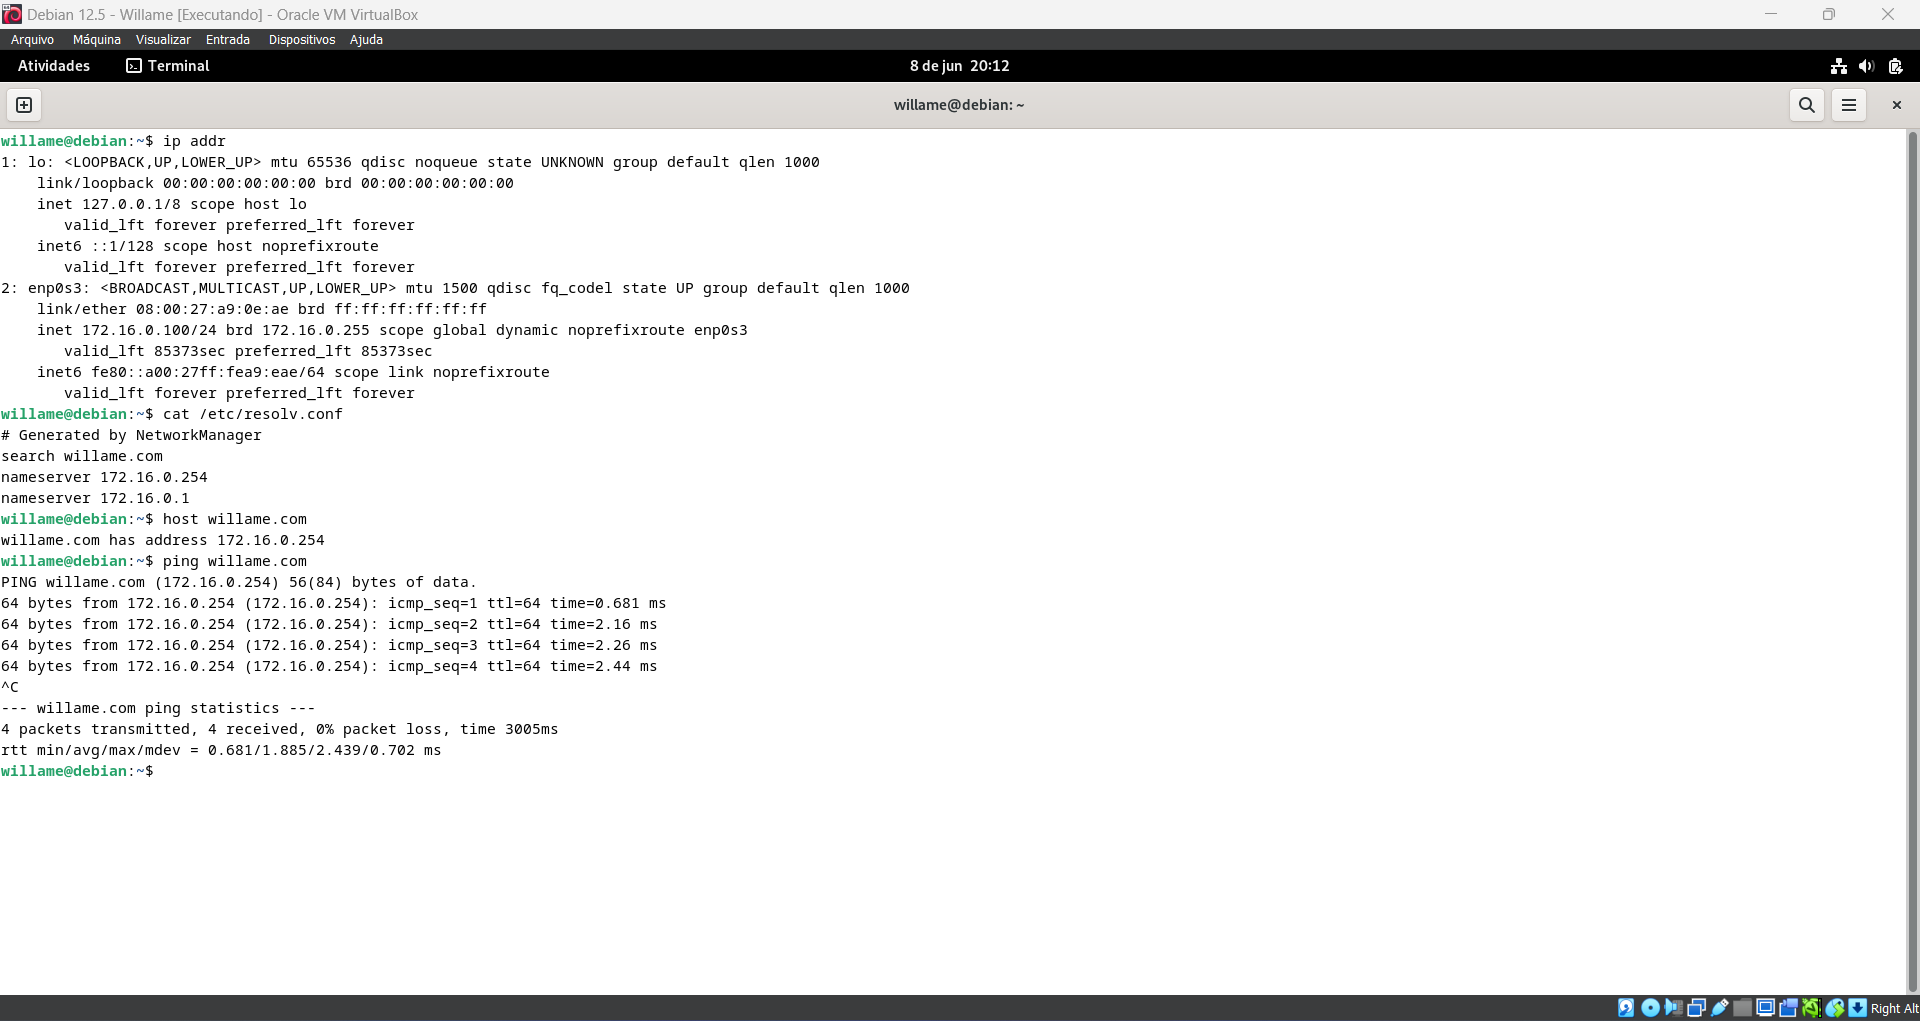 Debian 12.5 - Willame [Executando] - Oracle VM VirtualBox
Arquivo Máquina Visualizar Entrada Dispositivos Ajuda
Atividades Terminal 8 de jun 20:12
willame@debian: ~
willame@debian:~$ ip addr
1: lo: <LOOPBACK,UP,LOWER_UP> mtu 65536 qdisc noqueue state UNKNOWN group default qlen 1000
    link/loopback 00:00:00:00:00:00 brd 00:00:00:00:00:00
    inet 127.0.0.1/8 scope host lo
       valid_lft forever preferred_lft forever
    inet6 ::1/128 scope host noprefixroute
       valid_lft forever preferred_lft forever
2: enp0s3: <BROADCAST,MULTICAST,UP,LOWER_UP> mtu 1500 qdisc fq_codel state UP group default qlen 1000
    link/ether 08:00:27:a9:0e:ae brd ff:ff:ff:ff:ff:ff
    inet 172.16.0.100/24 brd 172.16.0.255 scope global dynamic noprefixroute enp0s3
       valid_lft 85373sec preferred_lft 85373sec
    inet6 fe80::a00:27ff:fea9:eae/64 scope link noprefixroute
       valid_lft forever preferred_lft forever
willame@debian:~$ cat /etc/resolv.conf
# Generated by NetworkManager
search willame.com
nameserver 172.16.0.254
nameserver 172.16.0.1
willame@debian:~$ host willame.com
willame.com has address 172.16.0.254
willame@debian:~$ ping willame.com
PING willame.com (172.16.0.254) 56(84) bytes of data.
64 bytes from 172.16.0.254 (172.16.0.254): icmp_seq=1 ttl=64 time=0.681 ms
64 bytes from 172.16.0.254 (172.16.0.254): icmp_seq=2 ttl=64 time=2.16 ms
64 bytes from 172.16.0.254 (172.16.0.254): icmp_seq=3 ttl=64 time=2.26 ms
64 bytes from 172.16.0.254 (172.16.0.254): icmp_seq=4 ttl=64 time=2.44 ms
^C
--- willame.com ping statistics ---
4 packets transmitted, 4 received, 0% packet loss, time 3005ms
rtt min/avg/max/mdev = 0.681/1.885/2.439/0.702 ms
willame@debian:~$
Right Alt